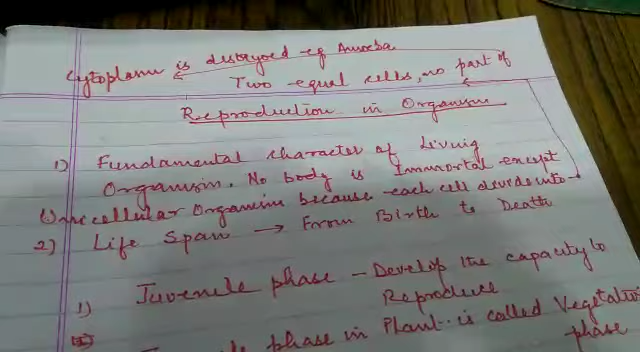 Cytoplasm is destroyed eg Amoeba
Two equal cells, no part of
Reproduction in Organism
1) Fundamental character of Living
Organism. No body is Immortal except
Unicellular Organism because each cell divide into
2) Life Span → From Birth to Death
1) Juvenile phase - Develop the capacity to
Reproduce
phase in Plant is called Vegetative
phase